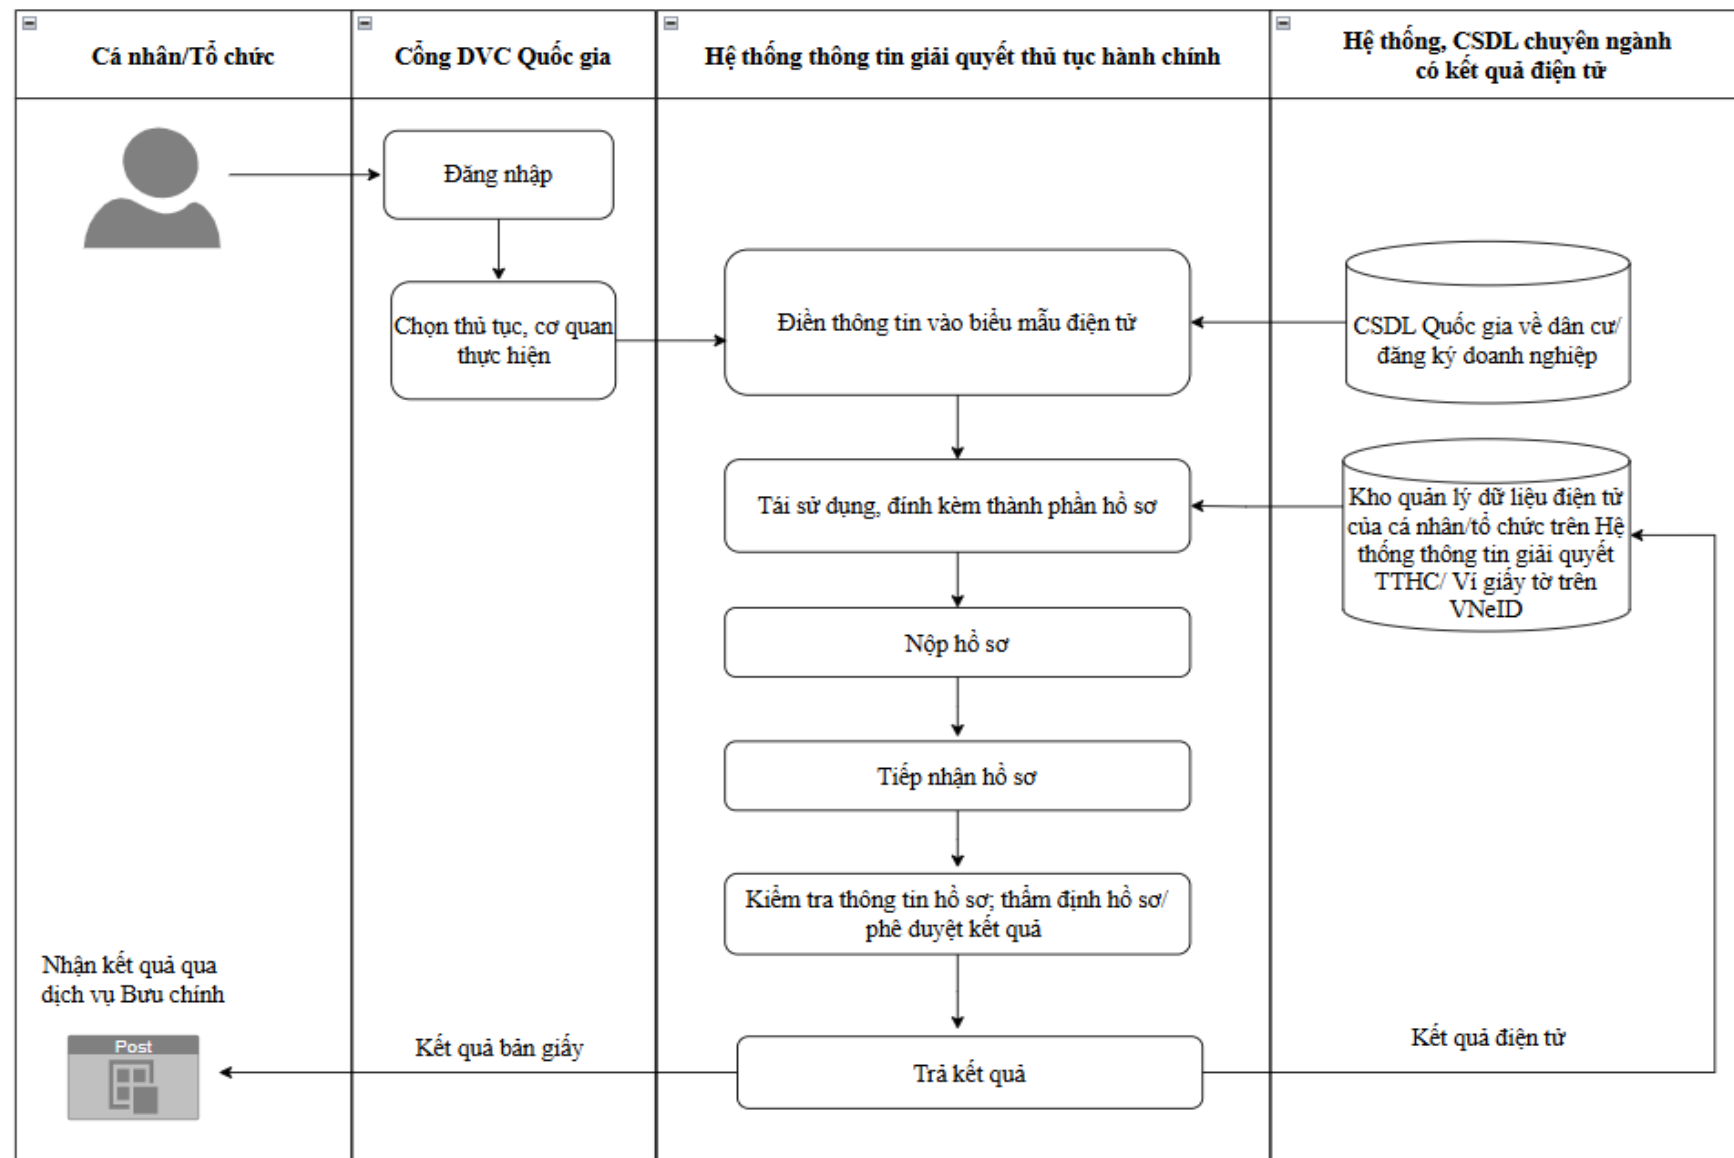 Cá nhân/Tổ chức
Cổng DVC Quốc gia
Hệ thống thông tin giải quyết thủ tục hành chính
Hệ thống, CSDL chuyên ngành
có kết quả điện tử
Đăng nhập
Chọn thủ tục, cơ quan
thực hiện
Điền thông tin vào biểu mẫu điện tử
CSDL Quốc gia về dân cư/
đăng ký doanh nghiệp
Tái sử dụng, đính kèm thành phần hồ sơ
Kho quản lý dữ liệu điện tử
của cá nhân/tổ chức trên Hệ
thống thông tin giải quyết
TTHC/ Ví giấy tờ trên
VNeID
Nộp hồ sơ
Tiếp nhận hồ sơ
Kiểm tra thông tin hồ sơ; thẩm định hồ sơ/
phê duyệt kết quả
Nhận kết quả qua
dịch vụ Bưu chính
Post
Kết quả bản giấy
Trả kết quả
Kết quả điện tử